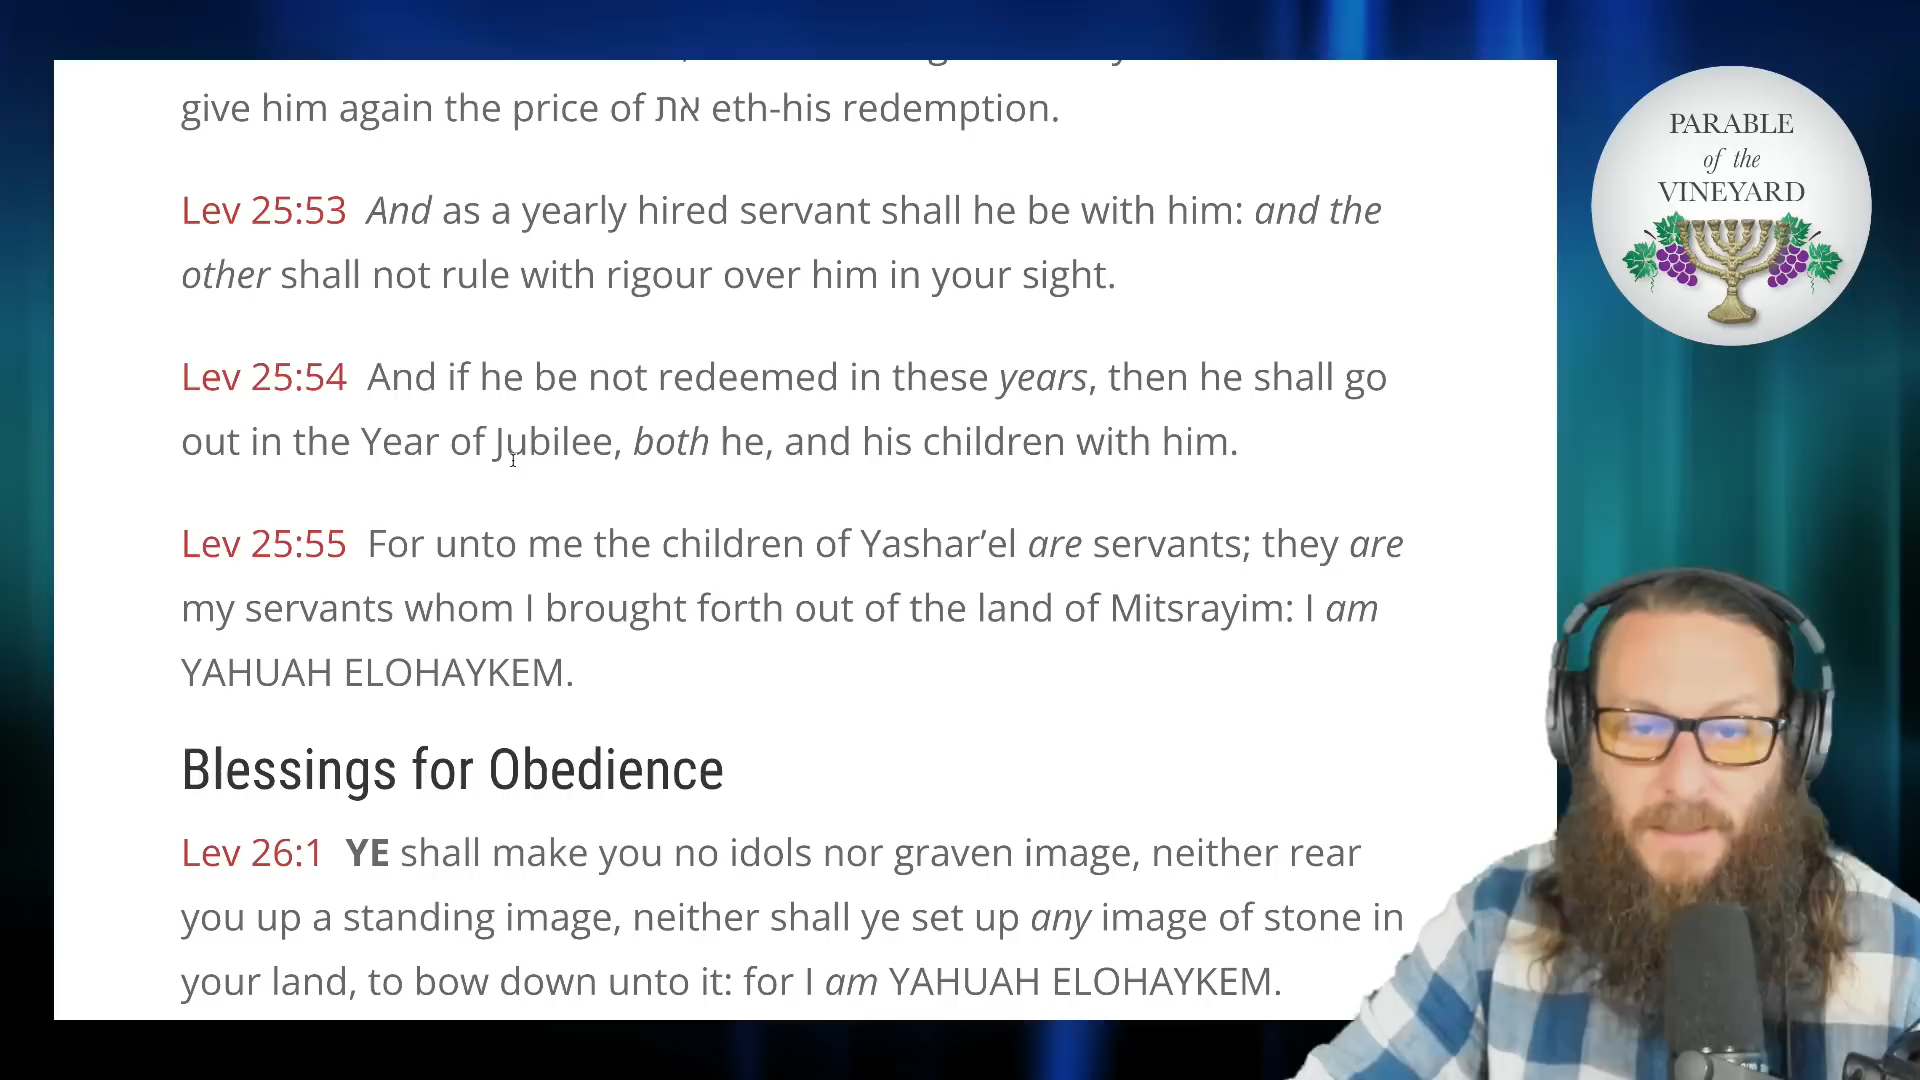 give him again the price of את eth-his redemption.
Lev 25:53 And as a yearly hired servant shall he be with him: and the
other shall not rule with rigour over him in your sight.
Lev 25:54 And if he be not redeemed in these years, then he shall go
out in the Year of Jubilee, both he, and his children with him.
Lev 25:55 For unto me the children of Yashar’el are servants; they are
my servants whom I brought forth out of the land of Mitsrayim: I am
YAHUAH ELOHAYKEM.
Blessings for Obedience
Lev 26:1 YE shall make you no idols nor graven image, neither rear
you up a standing image, neither shall ye set up any image of stone in
your land, to bow down unto it: for I am YAHUAH ELOHAYKEM.
PARABLE
of the
VINEYARD